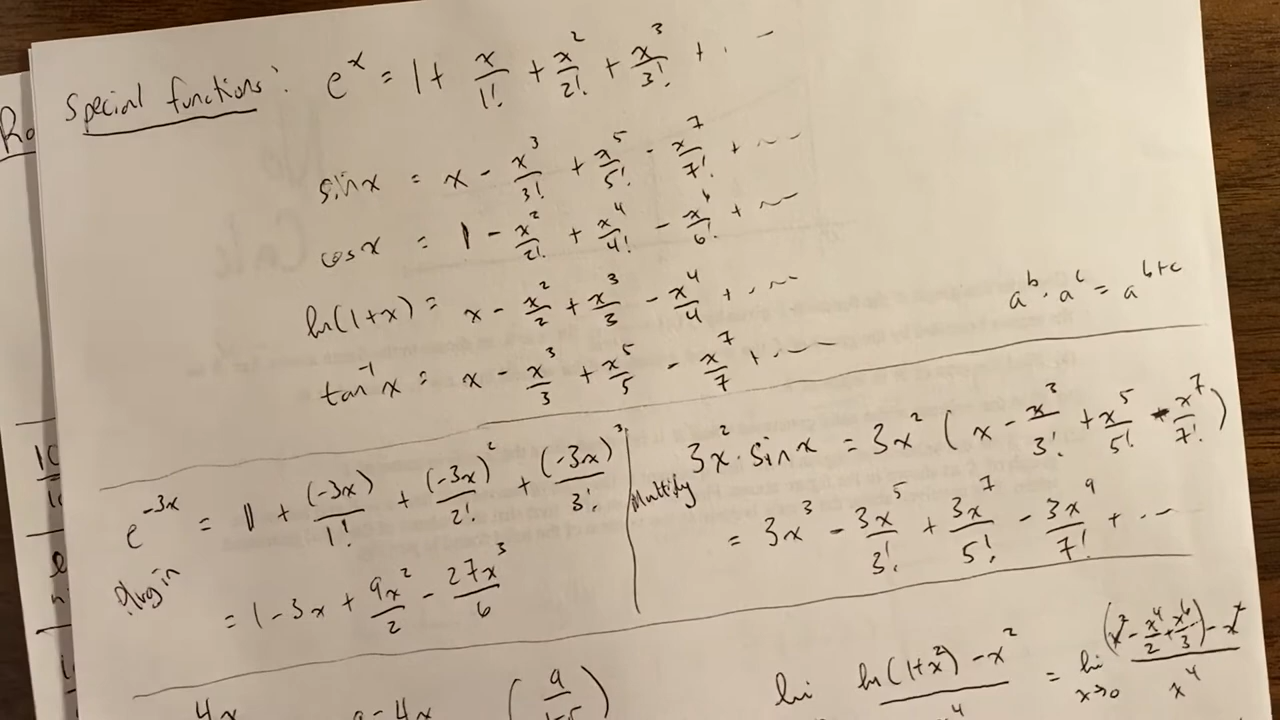 Special functions: e^x = 1 + x/1! + x^2/2! + x^3/3! + ...
sin x = x - x^3/3! + x^5/5! - x^7/7! + ...
cos x = 1 - x^2/2! + x^4/4! - x^6/6! + ...
ln(1+x) = x - x^2/2 + x^3/3 - x^4/4 + ...
a^b · a^c = a^(b+c)
tan^-1 x = x - x^3/3 + x^5/5 - x^7/7 + ...
e^-3x = 1 + (-3x)/1! + (-3x)^2/2! + (-3x)^3/3!
Plug in
= 1 - 3x + 9x^2/2 - 27x^3/6
Multiply
3x^2 · sin x = 3x^2 (x - x^3/3! + x^5/5! - x^7/7!)
= 3x^3 - 3x^5/3! + 3x^7/5! - 3x^9/7! + ...
ln(1+x^2) - x^2 / x^4 = lim x→0 (x^2 - x^4/2 + x^6/3) - x^2 / x^4